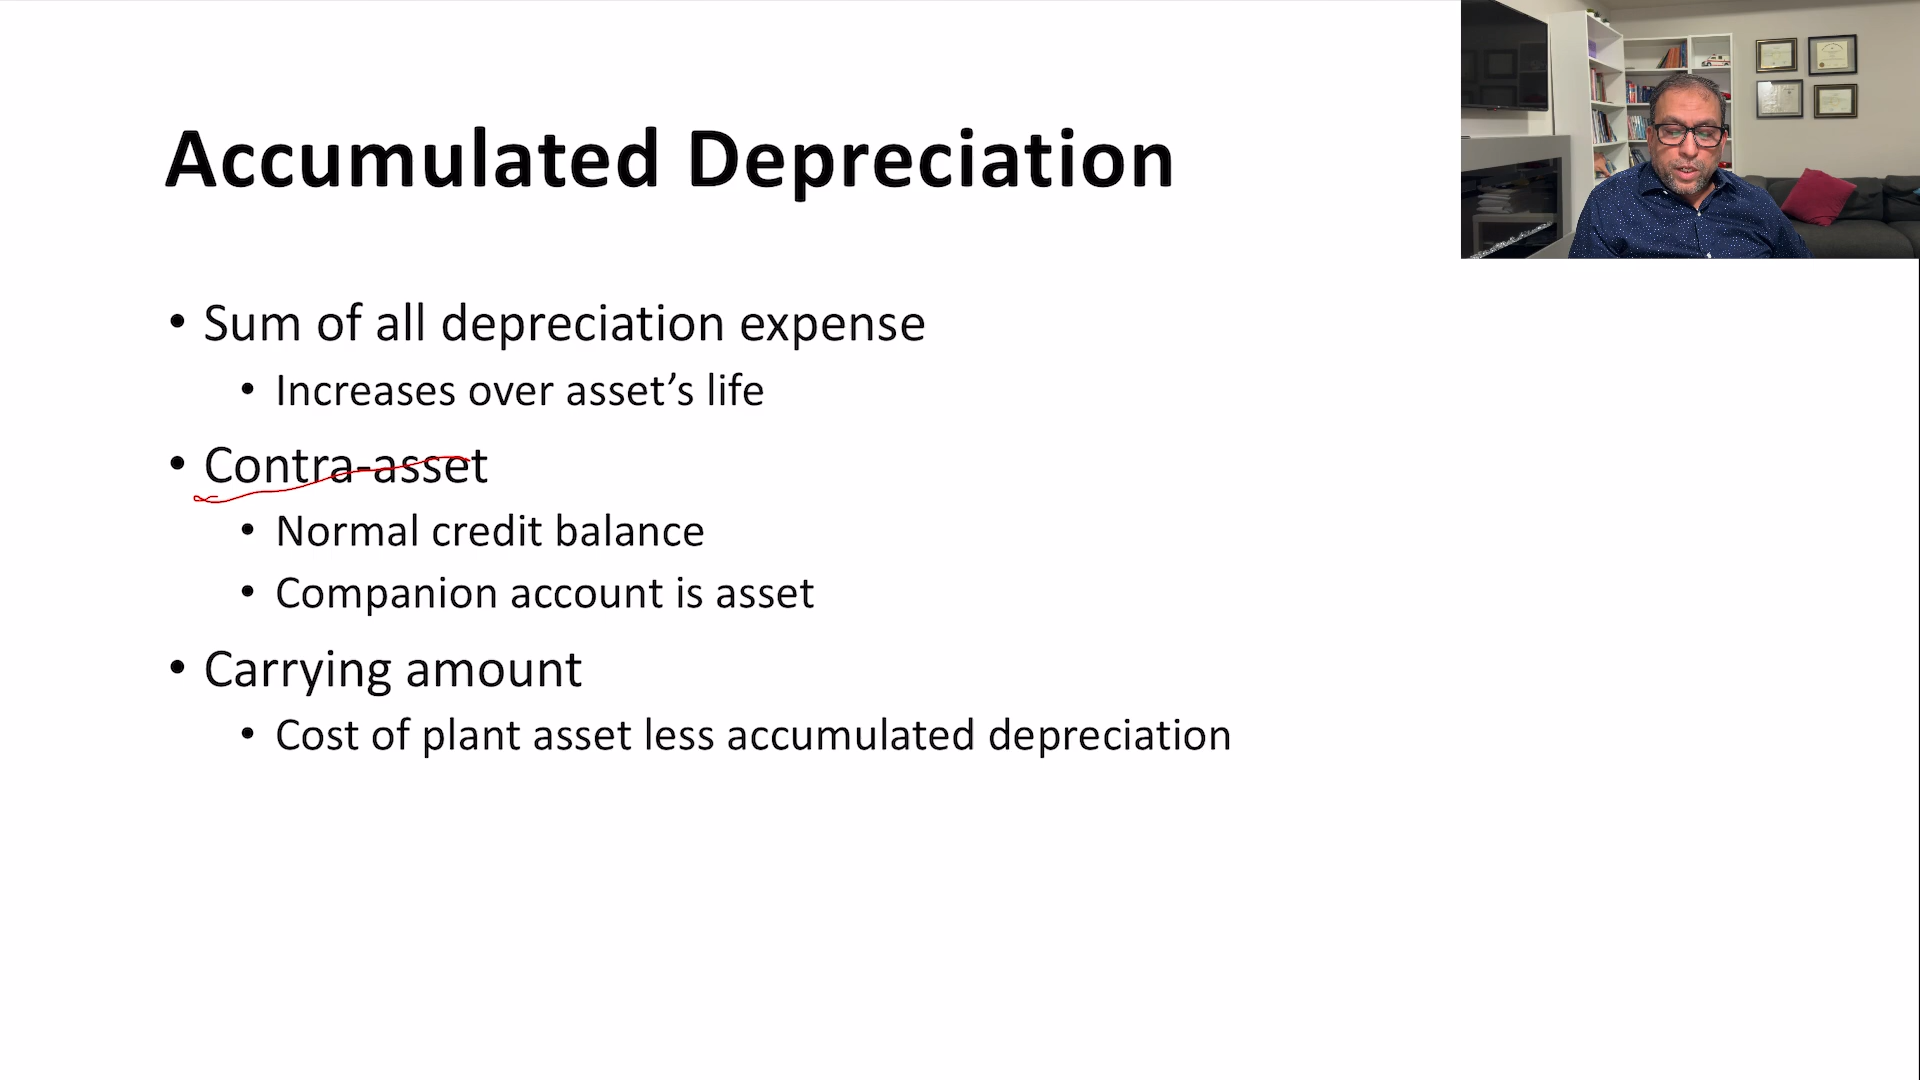 Accumulated Depreciation
• Sum of all depreciation expense
• Increases over asset’s life
• Contra-asset
• Normal credit balance
• Companion account is asset
• Carrying amount
• Cost of plant asset less accumulated depreciation